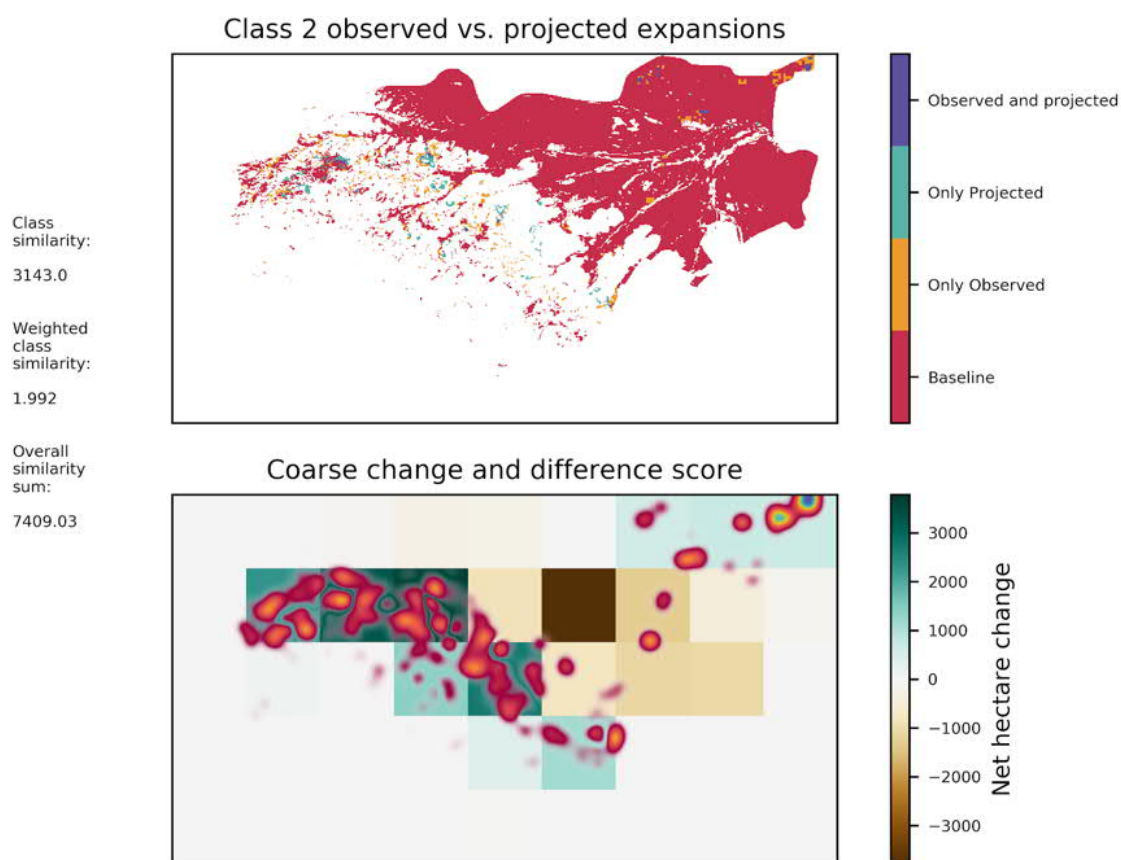 Class 2 observed vs. projected expansions
Observed and projected
Only Projected
Only Observed
Baseline
Class
similarity:
3143.0
Weighted
class
similarity:
1.992
Overall
similarity
sum:
7409.03
Coarse change and difference score
3000
2000
1000
0
−1000
−2000
−3000
Net hectare change